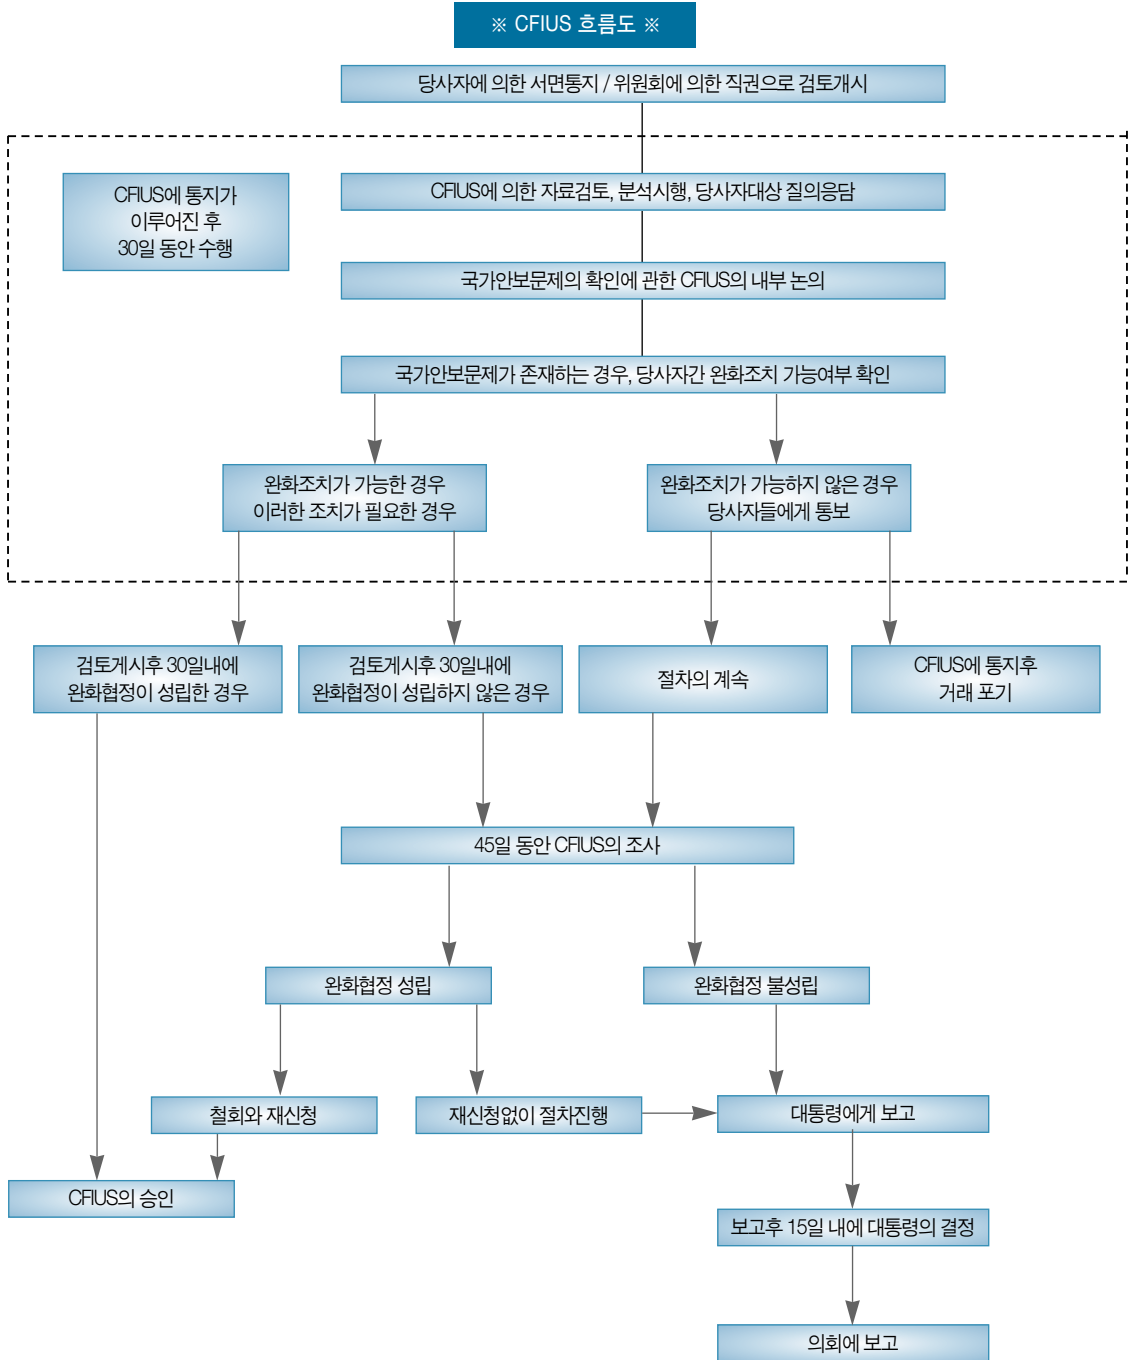 ※ CFIUS 흐름도 ※
당사자에 의한 서면통지 / 위원회에 의한 직권으로 검토개시
CFIUS에 통지가
이루어진 후
30일 동안 수행
CFIUS에 의한 자료검토, 분석시행, 당사자대상 질의응답
국가안보문제의 확인에 관한 CFIUS의 내부 논의
국가안보문제가 존재하는 경우, 당사자간 완화조치 가능여부 확인
완화조치가 가능한 경우
이러한 조치가 필요한 경우
완화조치가 가능하지 않은 경우
당사자들에게 통보
검토게시후 30일내에
완화협정이 성립한 경우
검토게시후 30일내에
완화협정이 성립하지 않은 경우
절차의 계속
CFIUS에 통지후
거래 포기
45일 동안 CFIUS의 조사
완화협정 성립
완화협정 불성립
철회와 재신청
재신청없이 절차진행
대통령에게 보고
CFIUS의 승인
보고후 15일 내에 대통령의 결정
의회에 보고